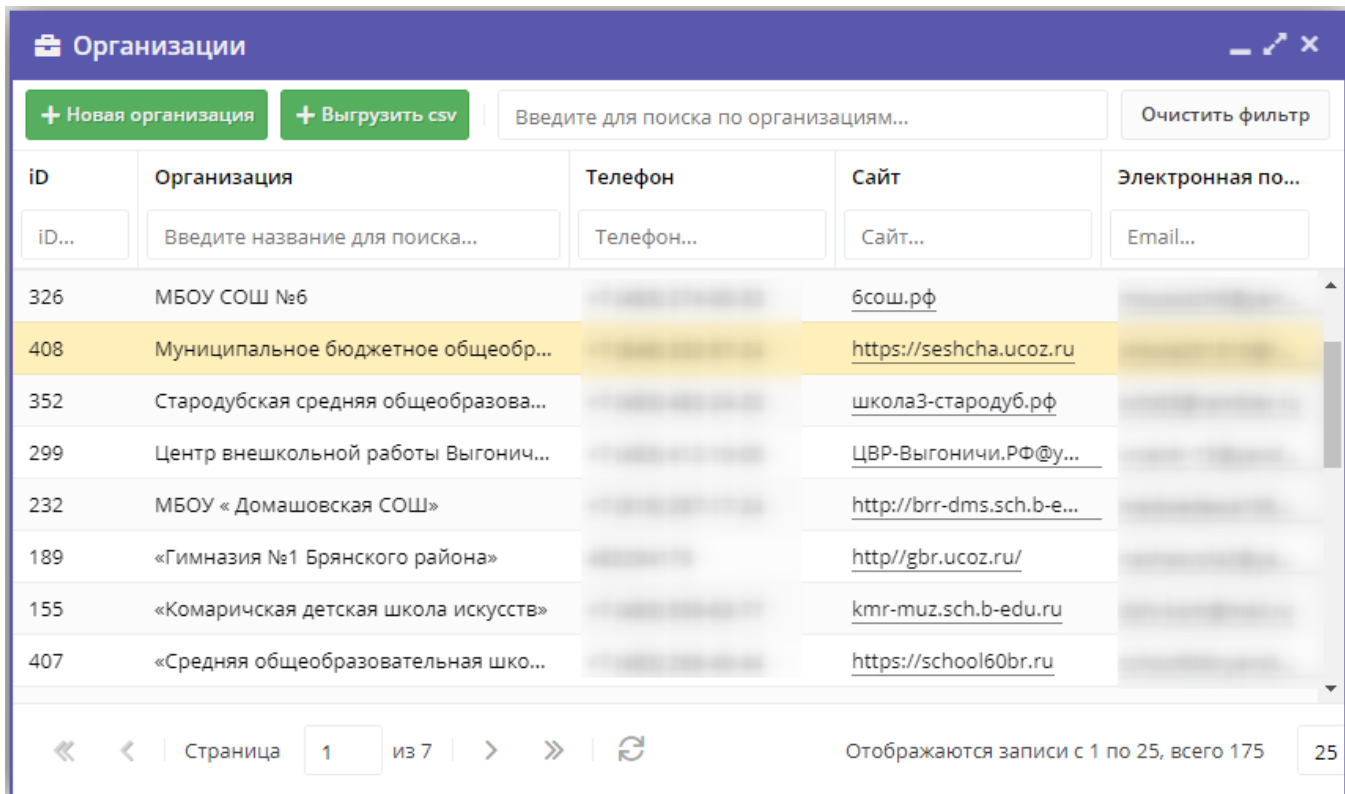 Организации
+ Новая организация + Выгрузить csv Введите для поиска по организациям... Очистить фильтр
iD Организация Телефон Сайт Электронная по...
iD... Введите название для поиска... Телефон... Сайт... Email...
326 МБОУ СОШ №6 6сош.рф
408 Муниципальное бюджетное общеобр... https://seshcha.ucoz.ru
352 Стародубская средняя общеобразова... школа3-стародуб.рф
299 Центр внешкольной работы Выгонич... ЦВР-Выгоничи.РФ@y...
232 МБОУ « Домашовская СОШ» http://brr-dms.sch.b-e...
189 «Гимназия №1 Брянского района» http//gbr.ucoz.ru/
155 «Комаричская детская школа искусств» kmr-muz.sch.b-edu.ru
407 «Средняя общеобразовательная шко... https://school60br.ru
Страница 1 из 7 Отображаются записи с 1 по 25, всего 175 25